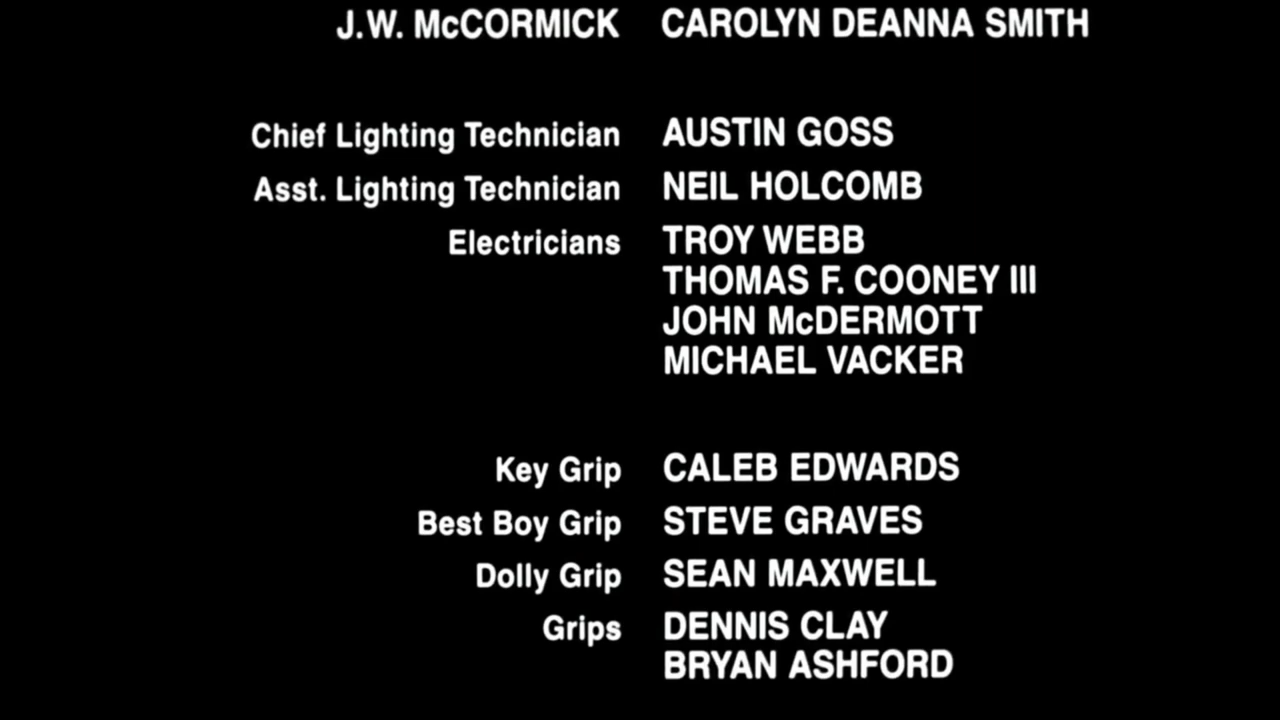 J.W. McCORMICK CAROLYN DEANNA SMITH
Chief Lighting Technician AUSTIN GOSS
Asst. Lighting Technician NEIL HOLCOMB
Electricians TROY WEBB
THOMAS F. COONEY III
JOHN McDERMOTT
MICHAEL VACKER
Key Grip CALEB EDWARDS
Best Boy Grip STEVE GRAVES
Dolly Grip SEAN MAXWELL
Grips DENNIS CLAY
BRYAN ASHFORD